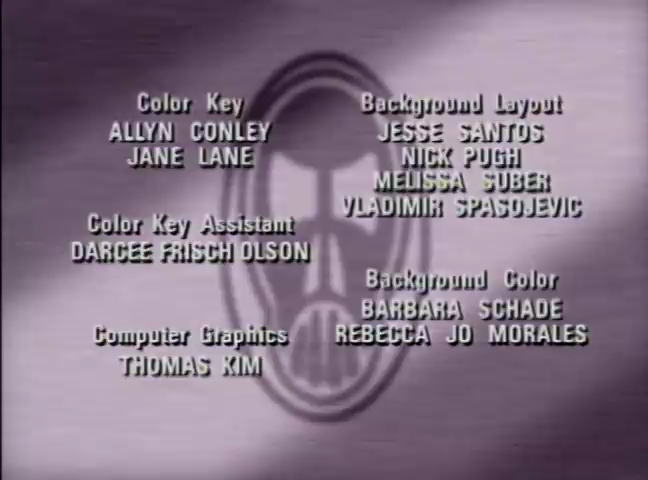 Color Key
ALLYN CONLEY
JANE LANE
Color Key Assistant
DARCEE FRISCH OLSON
Computer Graphics
THOMAS KIM
Background Layout
JESSE SANTOS
NICK PUGH
MELISSA SUBER
VLADIMIR SPASOJEVIC
Background Color
BARBARA SCHADE
REBECCA JO MORALES